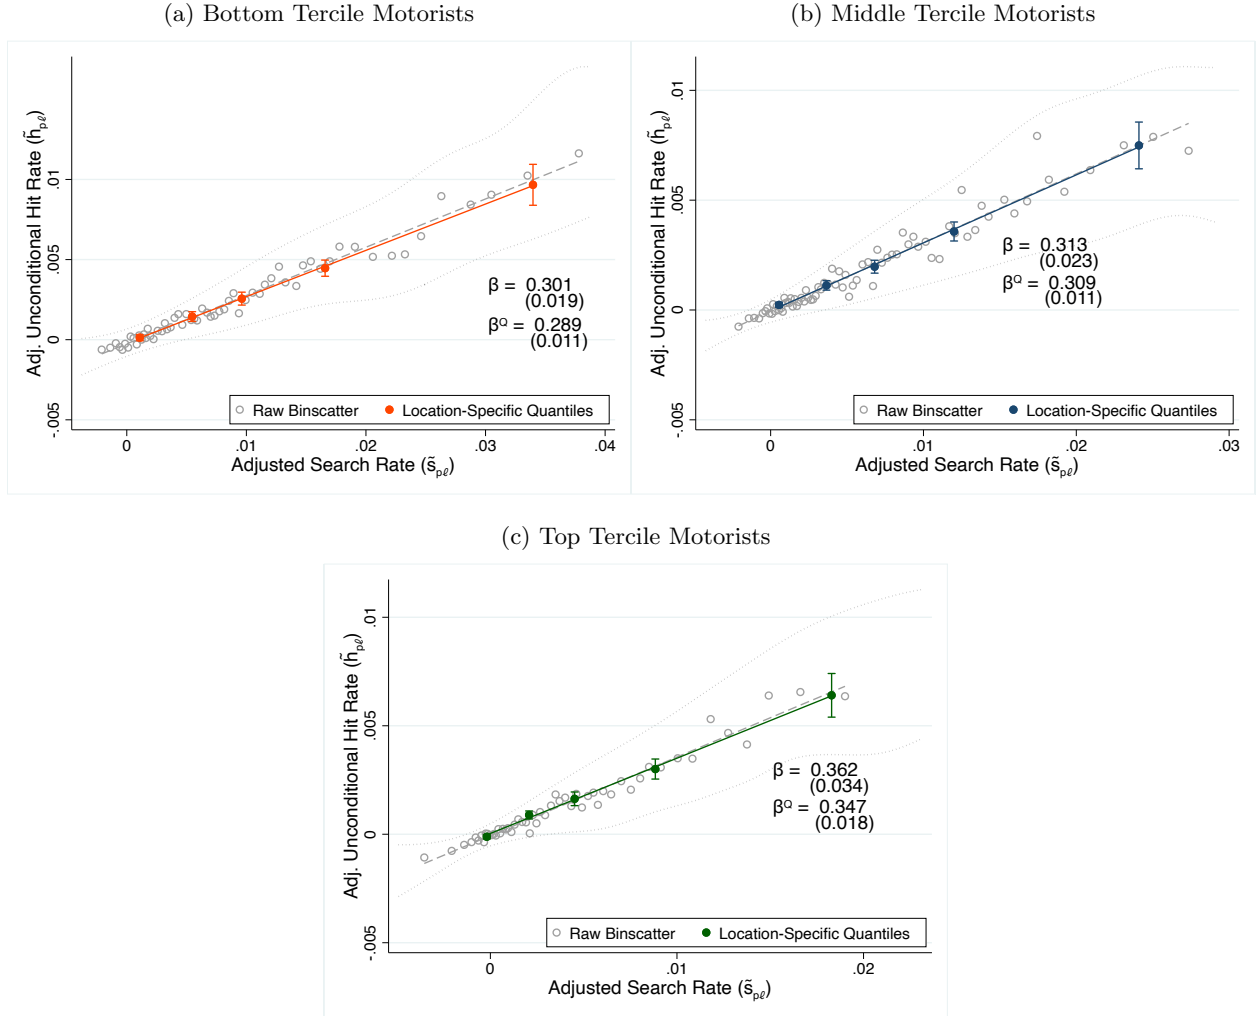 (a) Bottom Tercile Motorists
Adj. Unconditional Hit Rate (h̃pℓ)
.01
.005
0
-.005
β = 0.301
(0.019)
βQ = 0.289
(0.011)
Raw Binscatter
Location-Specific Quantiles
0
.01
.02
.03
.04
Adjusted Search Rate (s̃pℓ)
(b) Middle Tercile Motorists
Adj. Unconditional Hit Rate (h̃pℓ)
.01
.005
0
-.005
β = 0.313
(0.023)
βQ = 0.309
(0.011)
Raw Binscatter
Location-Specific Quantiles
0
.01
.02
.03
Adjusted Search Rate (s̃pℓ)
(c) Top Tercile Motorists
Adj. Unconditional Hit Rate (h̃pℓ)
.01
.005
0
-.005
β = 0.362
(0.034)
βQ = 0.347
(0.018)
Raw Binscatter
Location-Specific Quantiles
0
.01
.02
Adjusted Search Rate (s̃pℓ)